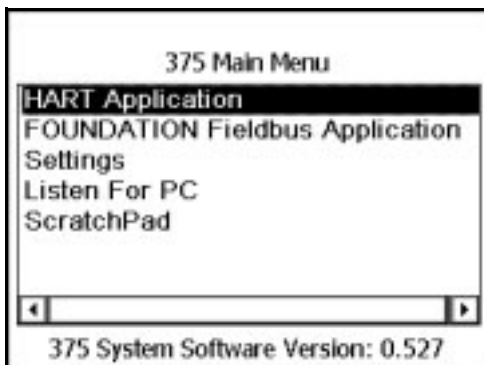 375 Main Menu
HART Application
FOUNDATION Fieldbus Application
Settings
Listen For PC
ScratchPad
375 System Software Version: 0.527